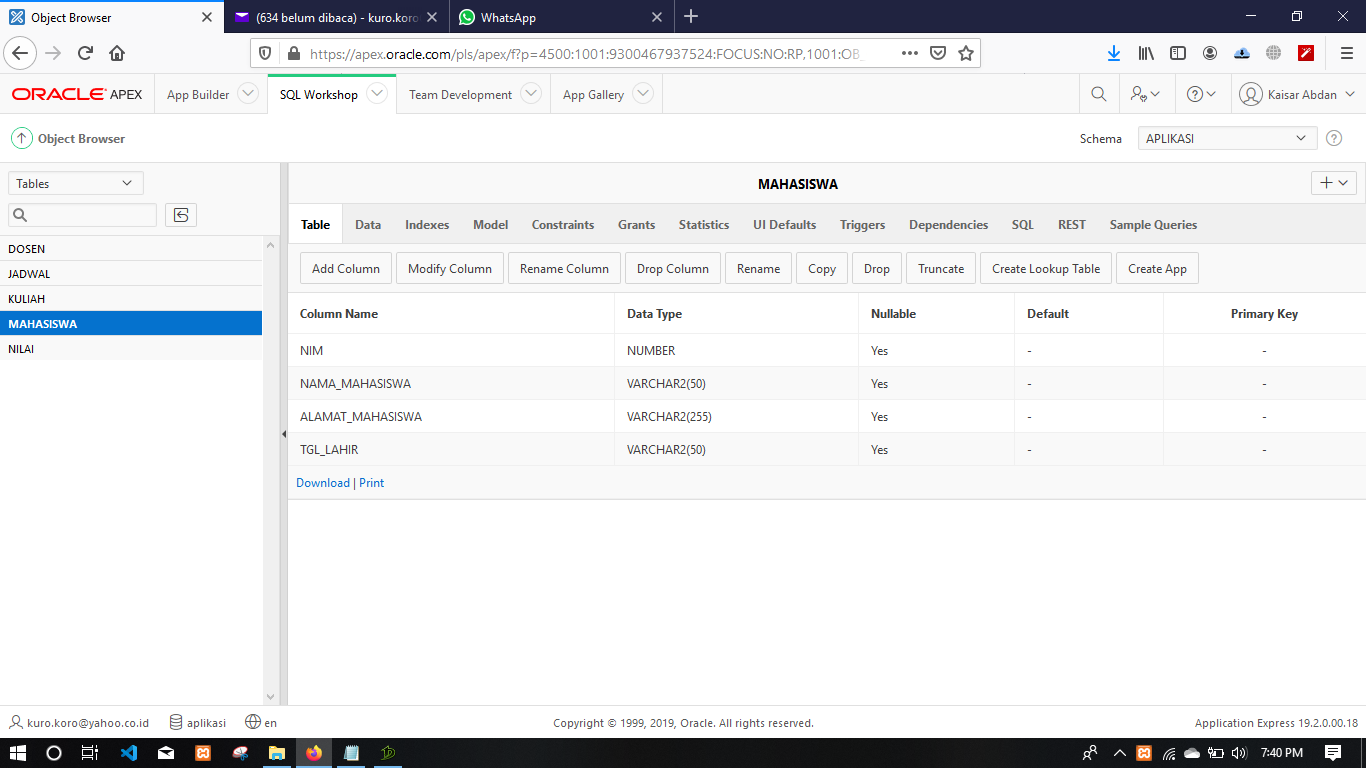 Object Browser
(634 belum dibaca) - kuro.koro
WhatsApp
https://apex.oracle.com/pls/apex/f?p=4500:1001:9300467937524:FOCUS:NO:RP,1001:OB_
ORACLE APEX
App Builder
SQL Workshop
Team Development
App Gallery
Kaisar Abdan
Object Browser
Schema
APLIKASI
Tables
MAHASISWA
Table Data Indexes Model Constraints Grants Statistics UI Defaults Triggers Dependencies SQL REST Sample Queries
DOSEN
JADWAL
KULIAH
MAHASISWA
NILAI
Add Column Modify Column Rename Column Drop Column Rename Copy Drop Truncate Create Lookup Table Create App
Column Name Data Type Nullable Default Primary Key
NIM NUMBER Yes - -
NAMA_MAHASISWA VARCHAR2(50) Yes - -
ALAMAT_MAHASISWA VARCHAR2(255) Yes - -
TGL_LAHIR VARCHAR2(50) Yes - -
Download | Print
kuro.koro@yahoo.co.id aplikasi en
Copyright © 1999, 2019, Oracle. All rights reserved.
Application Express 19.2.0.00.18
7:40 PM